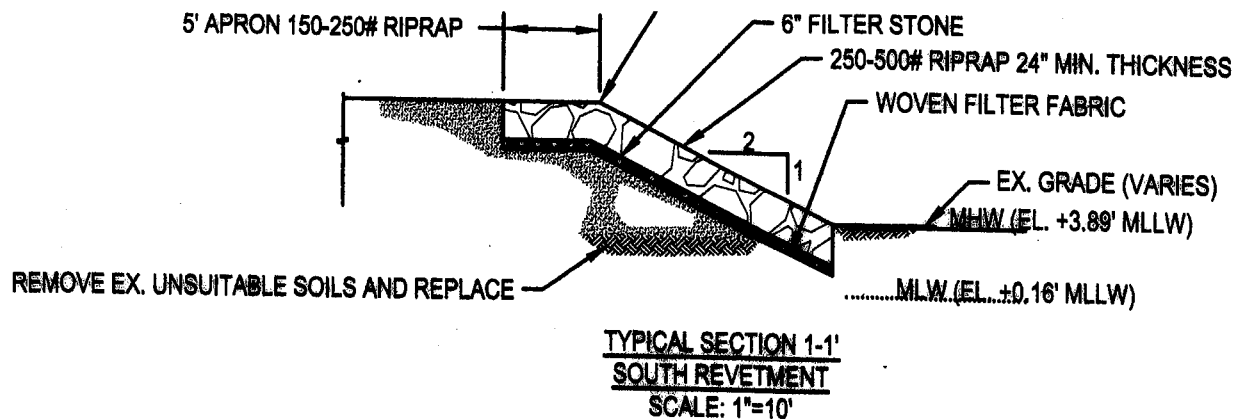 5' APRON 150-250# RIPRAP
6" FILTER STONE
250-500# RIPRAP 24" MIN. THICKNESS
WOVEN FILTER FABRIC
2
1
EX. GRADE (VARIES)
MHW (EL. +3.89' MLLW)
REMOVE EX. UNSUITABLE SOILS AND REPLACE
MLW (EL. +0.16' MLLW)
TYPICAL SECTION 1-1'
SOUTH REVETMENT
SCALE: 1"=10'